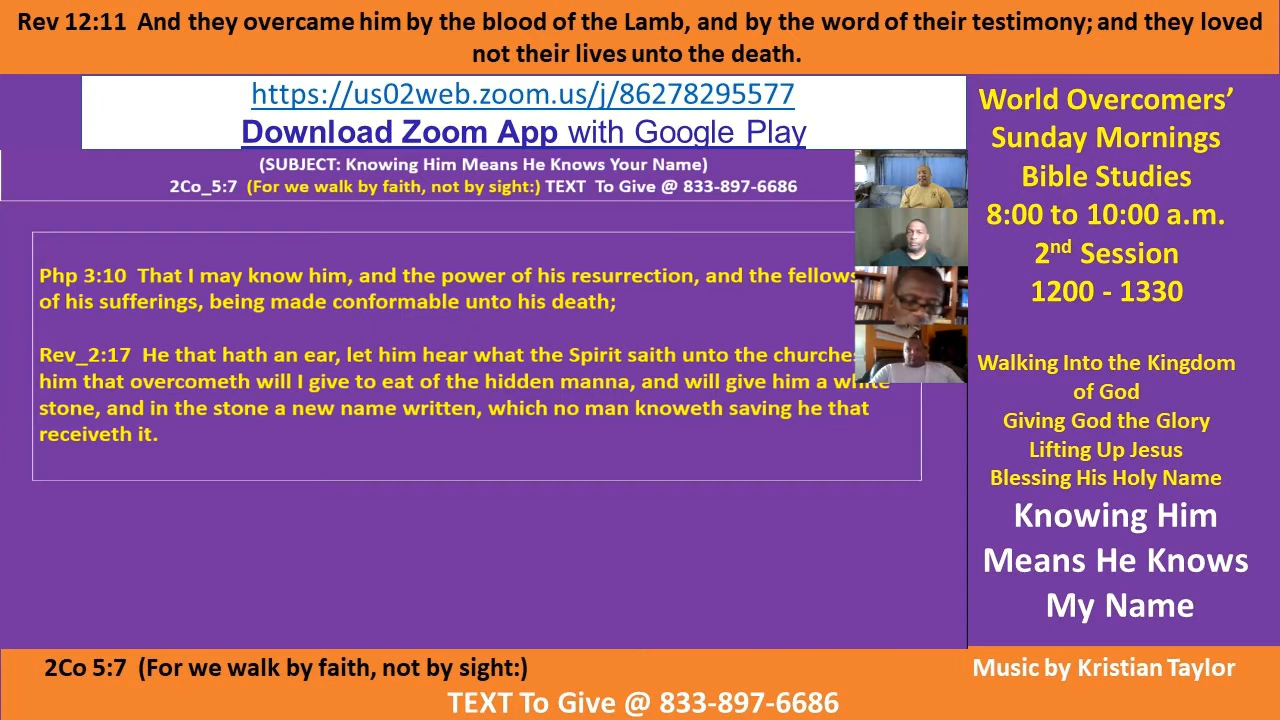 Rev 12:11  And they overcame him by the blood of the Lamb, and by the word of their testimony; and they loved
not their lives unto the death.
https://us02web.zoom.us/j/86278295577
Download Zoom App with Google Play
(SUBJECT: Knowing Him Means He Knows Your Name)
2Co_5:7  (For we walk by faith, not by sight:) TEXT  To Give @ 833-897-6686
Php 3:10  That I may know him, and the power of his resurrection, and the fellows
of his sufferings, being made conformable unto his death;
Rev_2:17  He that hath an ear, let him hear what the Spirit saith unto the churche
him that overcometh will I give to eat of the hidden manna, and will give him a white
stone, and in the stone a new name written, which no man knoweth saving he that
receiveth it.
World Overcomers'
Sunday Mornings
Bible Studies
8:00 to 10:00 a.m.
2nd Session
1200 - 1330
Walking Into the Kingdom
of God
Giving God the Glory
Lifting Up Jesus
Blessing His Holy Name
Knowing Him
Means He Knows
My Name
2Co 5:7  (For we walk by faith, not by sight:)
Music by Kristian Taylor
TEXT To Give @ 833-897-6686